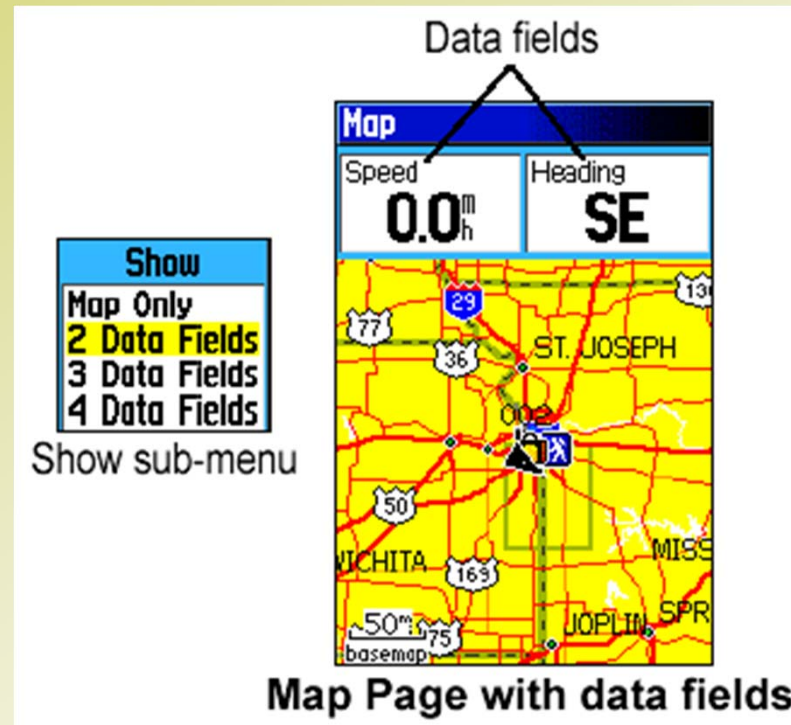 Data fields
Map
Speed
0.0 m/h
Heading
SE
Show
Map Only
2 Data Fields
3 Data Fields
4 Data Fields
Show sub-menu
29
77
36
ST. JOSEPH
002
50
WICHITA
169
MISS
50m
75
JOPLIN
SPR
basemap
Map Page with data fields